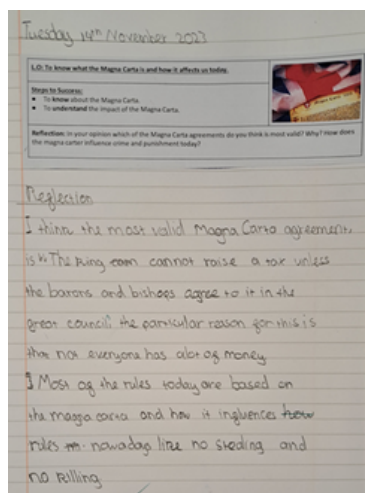 Tuesday 14th November 2023
L.O: To know what the Magna Carta is and how it affects us today.
Steps to Success:
• To know about the Magna Carta.
• To understand the impact of the Magna Carta.
Reflection: In your opinion which of the Magna Carta agreements do you think is most valid? Why? How does
the magna carter influence crime and punishment today?
Reflection
I think the most valid Magna Carta agreement,
is "The King cannot raise a tax unless
the barons and bishops agree to it in the
great council." the particular reason for this is
that not everyone has alot of money
Most of the rules today are based on
the magna carta and how it influences how
rules nowadays like no stealing and
no killing.